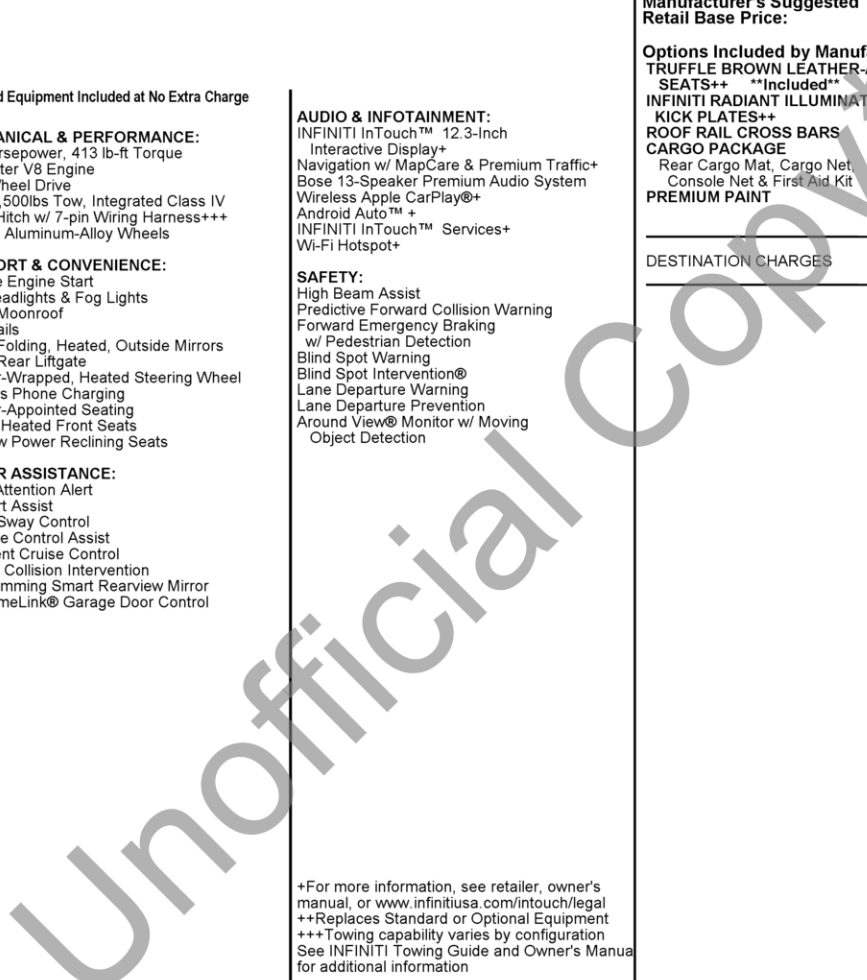 d Equipment Included at No Extra Charge
ANICAL & PERFORMANCE:
rsepower, 413 lb-ft Torque
ter V8 Engine
heel Drive
,500lbs Tow, Integrated Class IV
Hitch w/ 7-pin Wiring Harness+++
Aluminum-Alloy Wheels
ORT & CONVENIENCE:
e Engine Start
eadlights & Fog Lights
Moonroof
ails
Folding, Heated, Outside Mirrors
Rear Liftgate
r-Wrapped, Heated Steering Wheel
s Phone Charging
r-Appointed Seating
Heated Front Seats
w Power Reclining Seats
R ASSISTANCE:
Attention Alert
rt Assist
Sway Control
e Control Assist
ent Cruise Control
Collision Intervention
mming Smart Rearview Mirror
meLink® Garage Door Control
AUDIO & INFOTAINMENT:
INFINITI InTouch™ 12.3-Inch
Interactive Display+
Navigation w/ MapCare & Premium Traffic+
Bose 13-Speaker Premium Audio System
Wireless Apple CarPlay®+
Android Auto™ +
INFINITI InTouch™ Services+
Wi-Fi Hotspot+
SAFETY:
High Beam Assist
Predictive Forward Collision Warning
Forward Emergency Braking
w/ Pedestrian Detection
Blind Spot Warning
Blind Spot Intervention®
Lane Departure Warning
Lane Departure Prevention
Around View® Monitor w/ Moving
Object Detection
+For more information, see retailer, owner's
manual, or www.infinitiusa.com/intouch/legal
++Replaces Standard or Optional Equipment
+++Towing capability varies by configuration
See INFINITI Towing Guide and Owner's Manua
for additional information
Manufacturer's Suggested
Retail Base Price:
Options Included by Manufa
TRUFFLE BROWN LEATHER-A
SEATS++ **Included**
INFINITI RADIANT ILLUMINAT
KICK PLATES++
ROOF RAIL CROSS BARS
CARGO PACKAGE
Rear Cargo Mat, Cargo Net,
Console Net & First Aid Kit
PREMIUM PAINT
DESTINATION CHARGES
Unofficial Copy